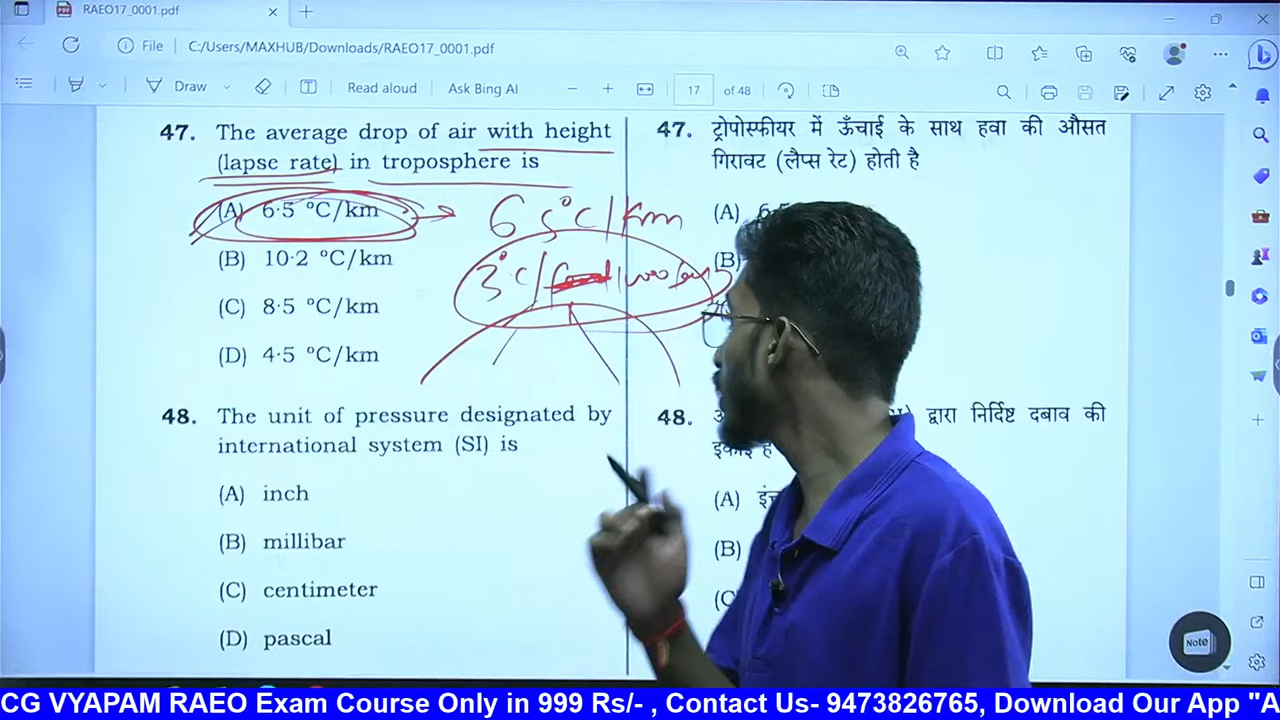 RAEO17_0001.pdf
File C:/Users/MAXHUB/Downloads/RAEO17_0001.pdf
Draw Read aloud Ask Bing AI 17 of 48
47. The average drop of air with height
(lapse rate) in troposphere is
(A) 6·5 °C/km
6 5°C/km
(B) 10·2 °C/km
3°C/
(C) 8·5 °C/km
(D) 4·5 °C/km
48. The unit of pressure designated by
international system (SI) is
(A) inch
(B) millibar
(C) centimeter
(D) pascal
47. ट्रोपोस्फीयर में ऊँचाई के साथ हवा की औसत
गिरावट (लैप्स रेट) होती है
(A)
(B)
48. द्वारा निर्दिष्ट दबाव की
(A)
(B)
Note
CG VYAPAM RAEO Exam Course Only in 999 Rs/- , Contact Us- 9473826765, Download Our App "A